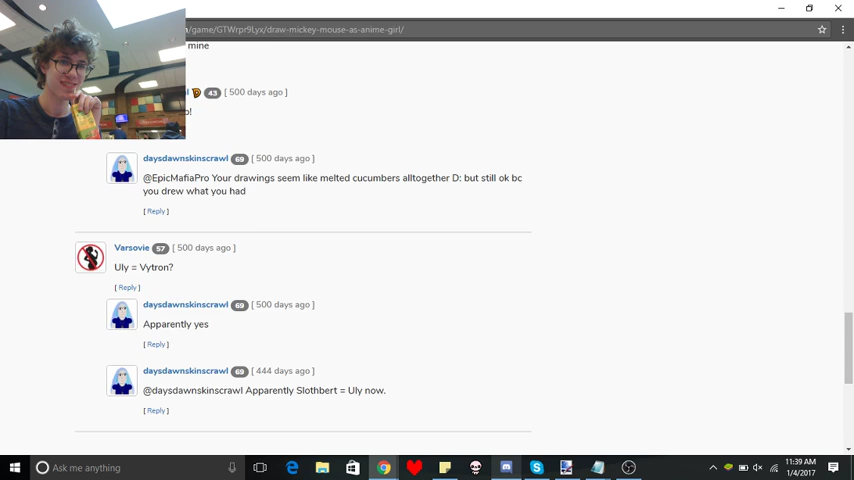 /game/GTWrpr9Lyx/draw-mickey-mouse-as-anime-girl/
mine
43 [ 500 days ago ]
daysdawnskinscrawl 69 [ 500 days ago ]
@EpicMafiaPro Your drawings seem like melted cucumbers alltogether D: but still ok bc
you drew what you had
[ Reply ]
Varsovie 57 [ 500 days ago ]
Uly = Vytron?
[ Reply ]
daysdawnskinscrawl 69 [ 500 days ago ]
Apparently yes
[ Reply ]
daysdawnskinscrawl 69 [ 444 days ago ]
@daysdawnskinscrawl Apparently Slothbert = Uly now.
[ Reply ]
Ask me anything
11:39 AM
1/4/2017